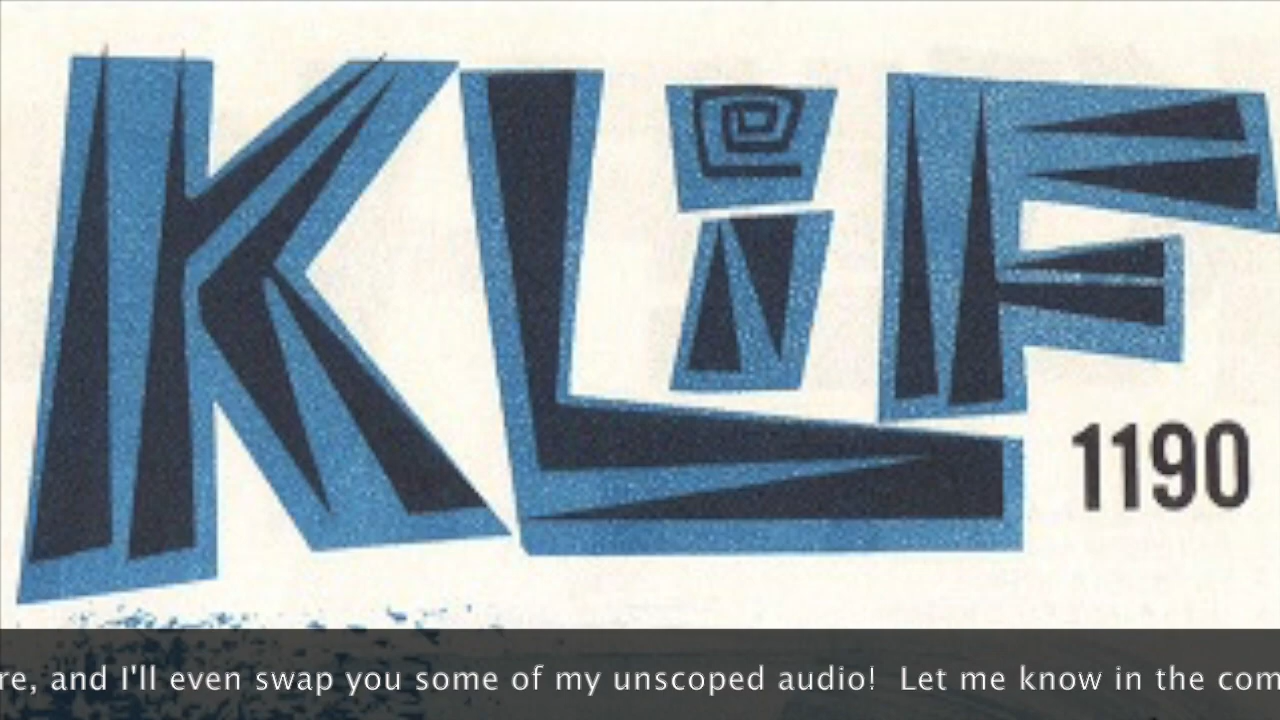 KLiF
1190
re, and I'll even swap you some of my unscoped audio!  Let me know in the com